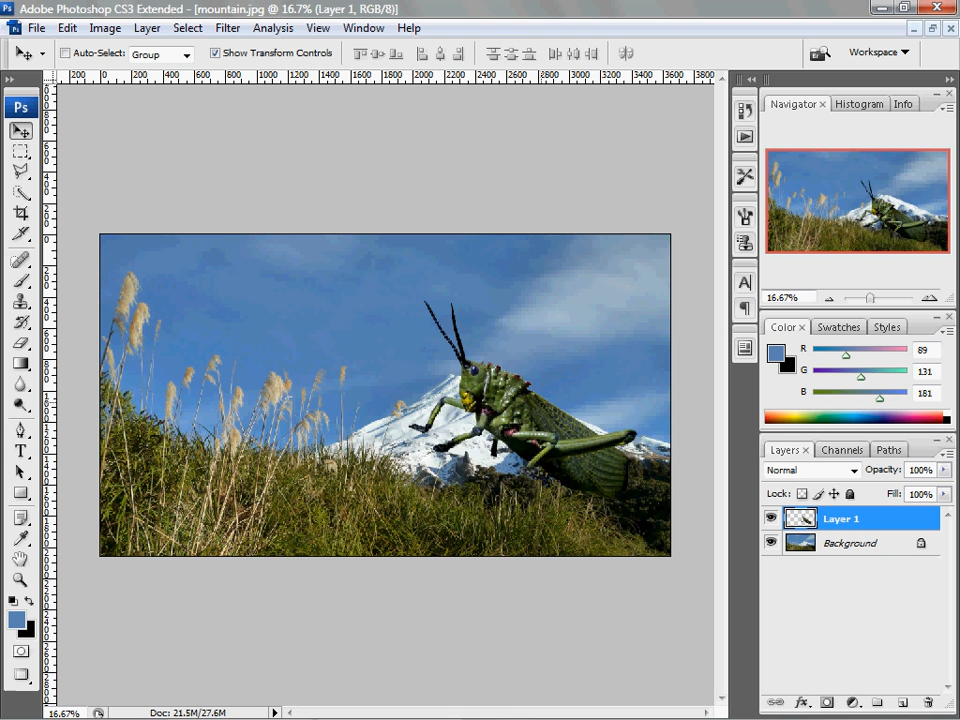 Ps Adobe Photoshop CS3 Extended - [mountain.jpg @ 16.7% (Layer 1, RGB/8)]
Ps File Edit Image Layer Select Filter Analysis View Window Help
Auto-Select: Group Show Transform Controls Workspace
200 0 200 400 600 800 1000 1200 1400 1600 1800 2000 2200 2400 2600 2800 3000 3200 3400 3600 3800
Ps
T
Navigator Histogram Info
16.67%
Color Swatches Styles
R 89
G 131
B 181
A
Layers Channels Paths
Normal Opacity: 100%
Lock: Fill: 100%
Layer 1
Background
16.67% Doc: 21.5M/27.6M
fx